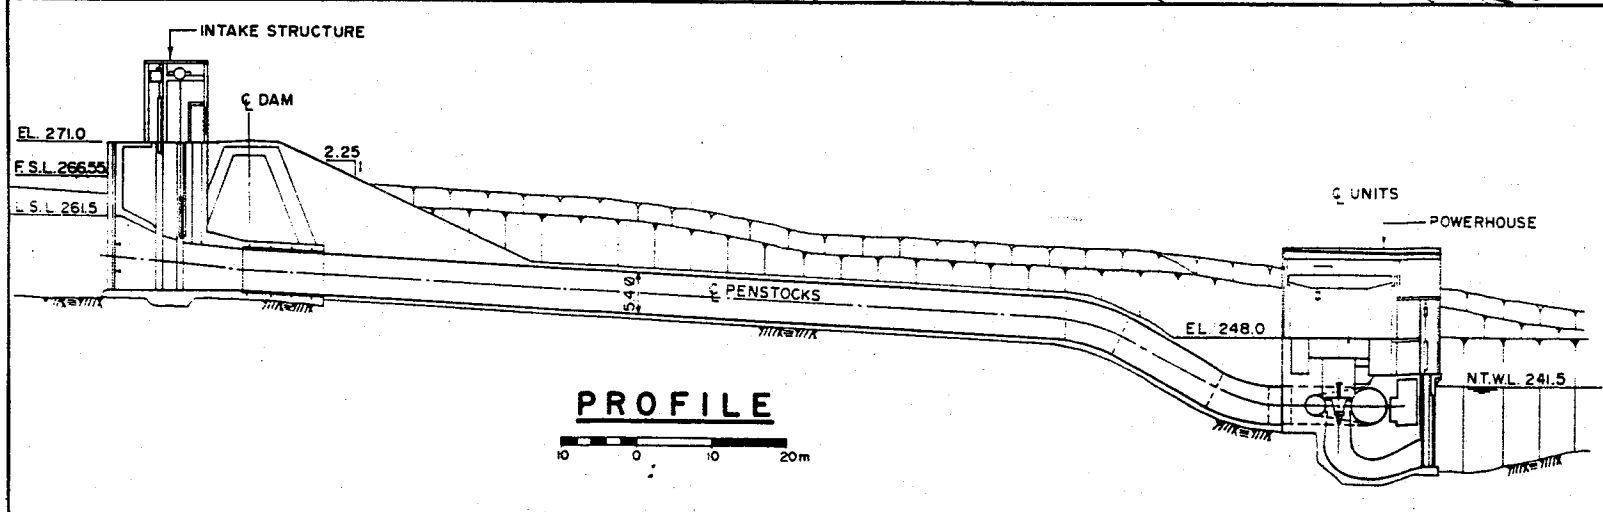 INTAKE STRUCTURE
℄ DAM
EL. 271.0
2.25
1
F.S.L. 266.55
L.S.L 261.5
℄ UNITS
POWERHOUSE
5.40
℄ PENSTOCKS
EL. 248.0
N.T.W.L. 241.5
PROFILE
10 0 10 20m